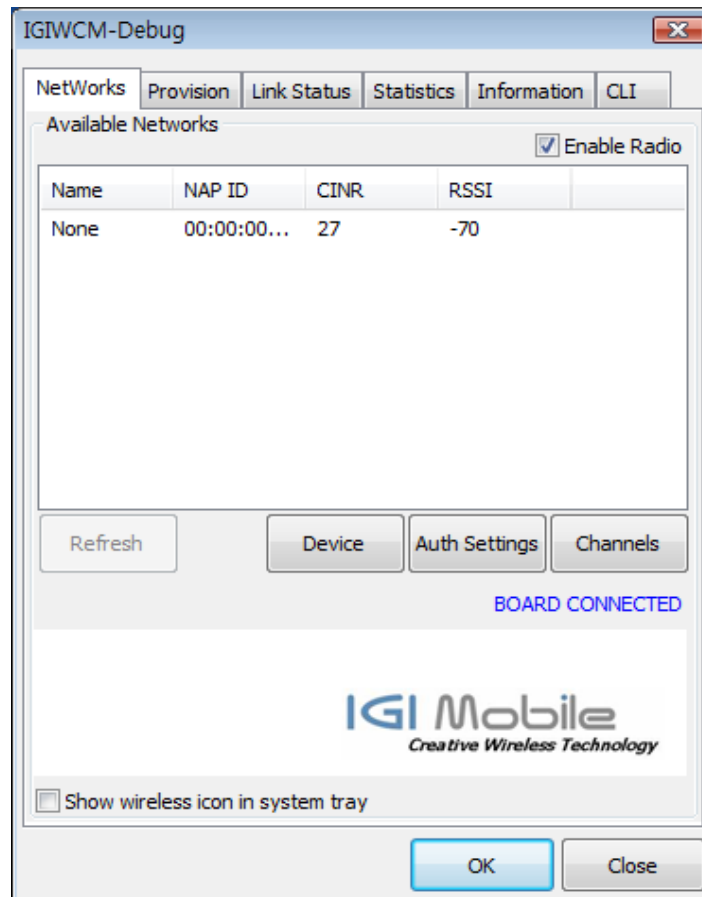 IGIWCM-Debug
NetWorks Provision Link Status Statistics Information CLI
Available Networks
Enable Radio
Name NAP ID CINR RSSI
None 00:00:00... 27 -70
Refresh Device Auth Settings Channels
BOARD CONNECTED
IGI Mobile
Creative Wireless Technology
Show wireless icon in system tray
OK Close